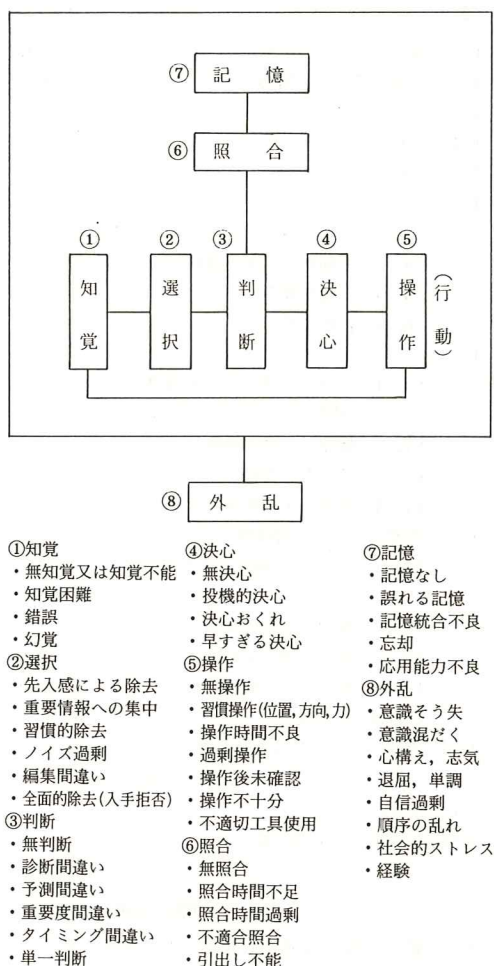 ⑦ 記憶
⑥ 照合
① ② ③ ④ ⑤
知覚 選択 判断 決心 操作 (行動)
⑧ 外乱
①知覚
・無知覚又は知覚不能
・知覚困難
・錯誤
・幻覚
②選択
・先入感による除去
・重要情報への集中
・習慣的除去
・ノイズ過剰
・編集間違い
・全面的除去(入手拒否)
③判断
・無判断
・診断間違い
・予測間違い
・重要度間違い
・タイミング間違い
・単一判断
④決心
・無決心
・投機的決心
・決心おくれ
・早すぎる決心
⑤操作
・無操作
・習慣操作(位置,方向,力)
・操作時間不良
・過剰操作
・操作後未確認
・操作不十分
・不適切工具使用
⑥照合
・無照合
・照合時間不足
・照合時間過剰
・不適合照合
・引出し不能
⑦記憶
・記憶なし
・誤れる記憶
・記憶統合不良
・忘却
・応用能力不良
⑧外乱
・意識そう失
・意識混だく
・心構え，志気
・退屈，単調
・自信過剰
・順序の乱れ
・社会的ストレス
・経験